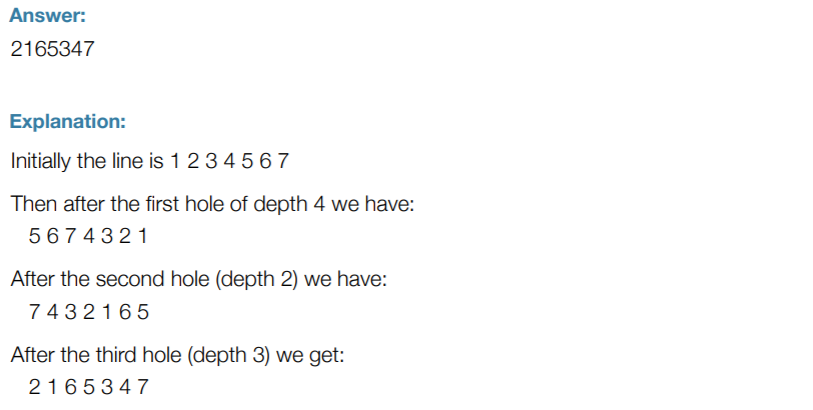 Answer:
2165347
Explanation:
Initially the line is 1 2 3 4 5 6 7
Then after the first hole of depth 4 we have:
5 6 7 4 3 2 1
After the second hole (depth 2) we have:
7 4 3 2 1 6 5
After the third hole (depth 3) we get:
2 1 6 5 3 4 7